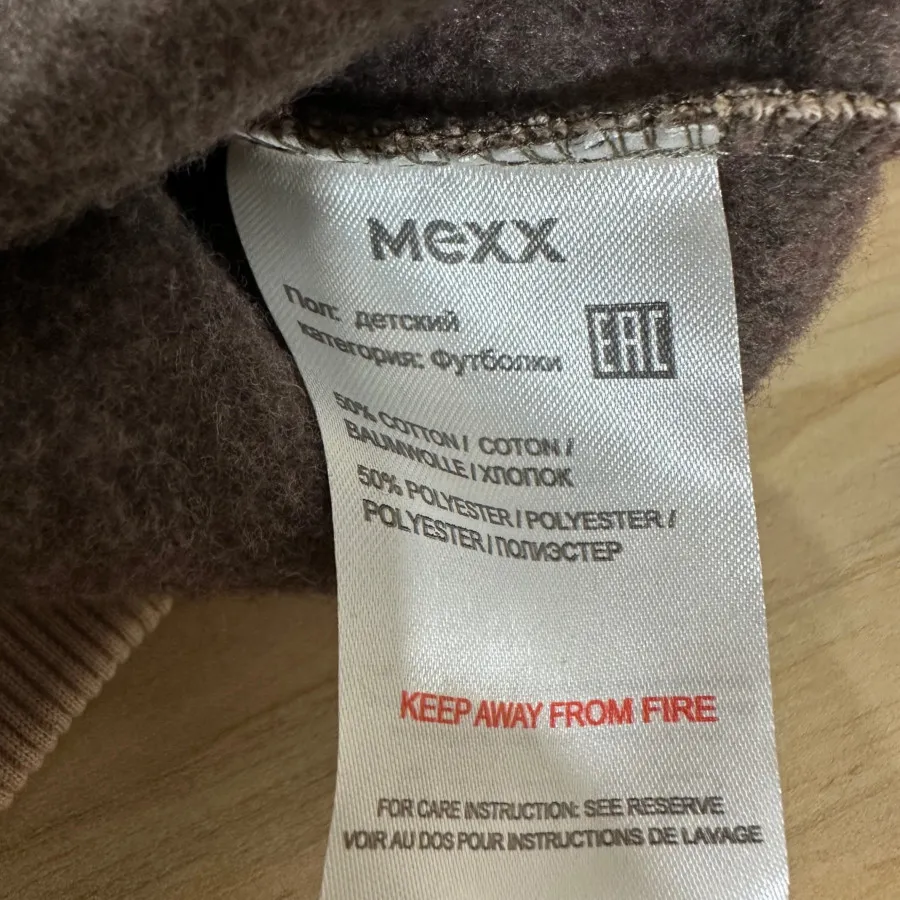 Mexx
Пол: детский
категория: Футболки
EAC
50% COTTON / COTON /
BAUMWOLLE / ХЛОПОК
50% POLYESTER / POLYESTER /
POLYESTER / ПОЛИЭСТЕР
KEEP AWAY FROM FIRE
FOR CARE INSTRUCTION: SEE RESERVE
VOIR AU DOS POUR INSTRUCTIONS DE LAVAGE